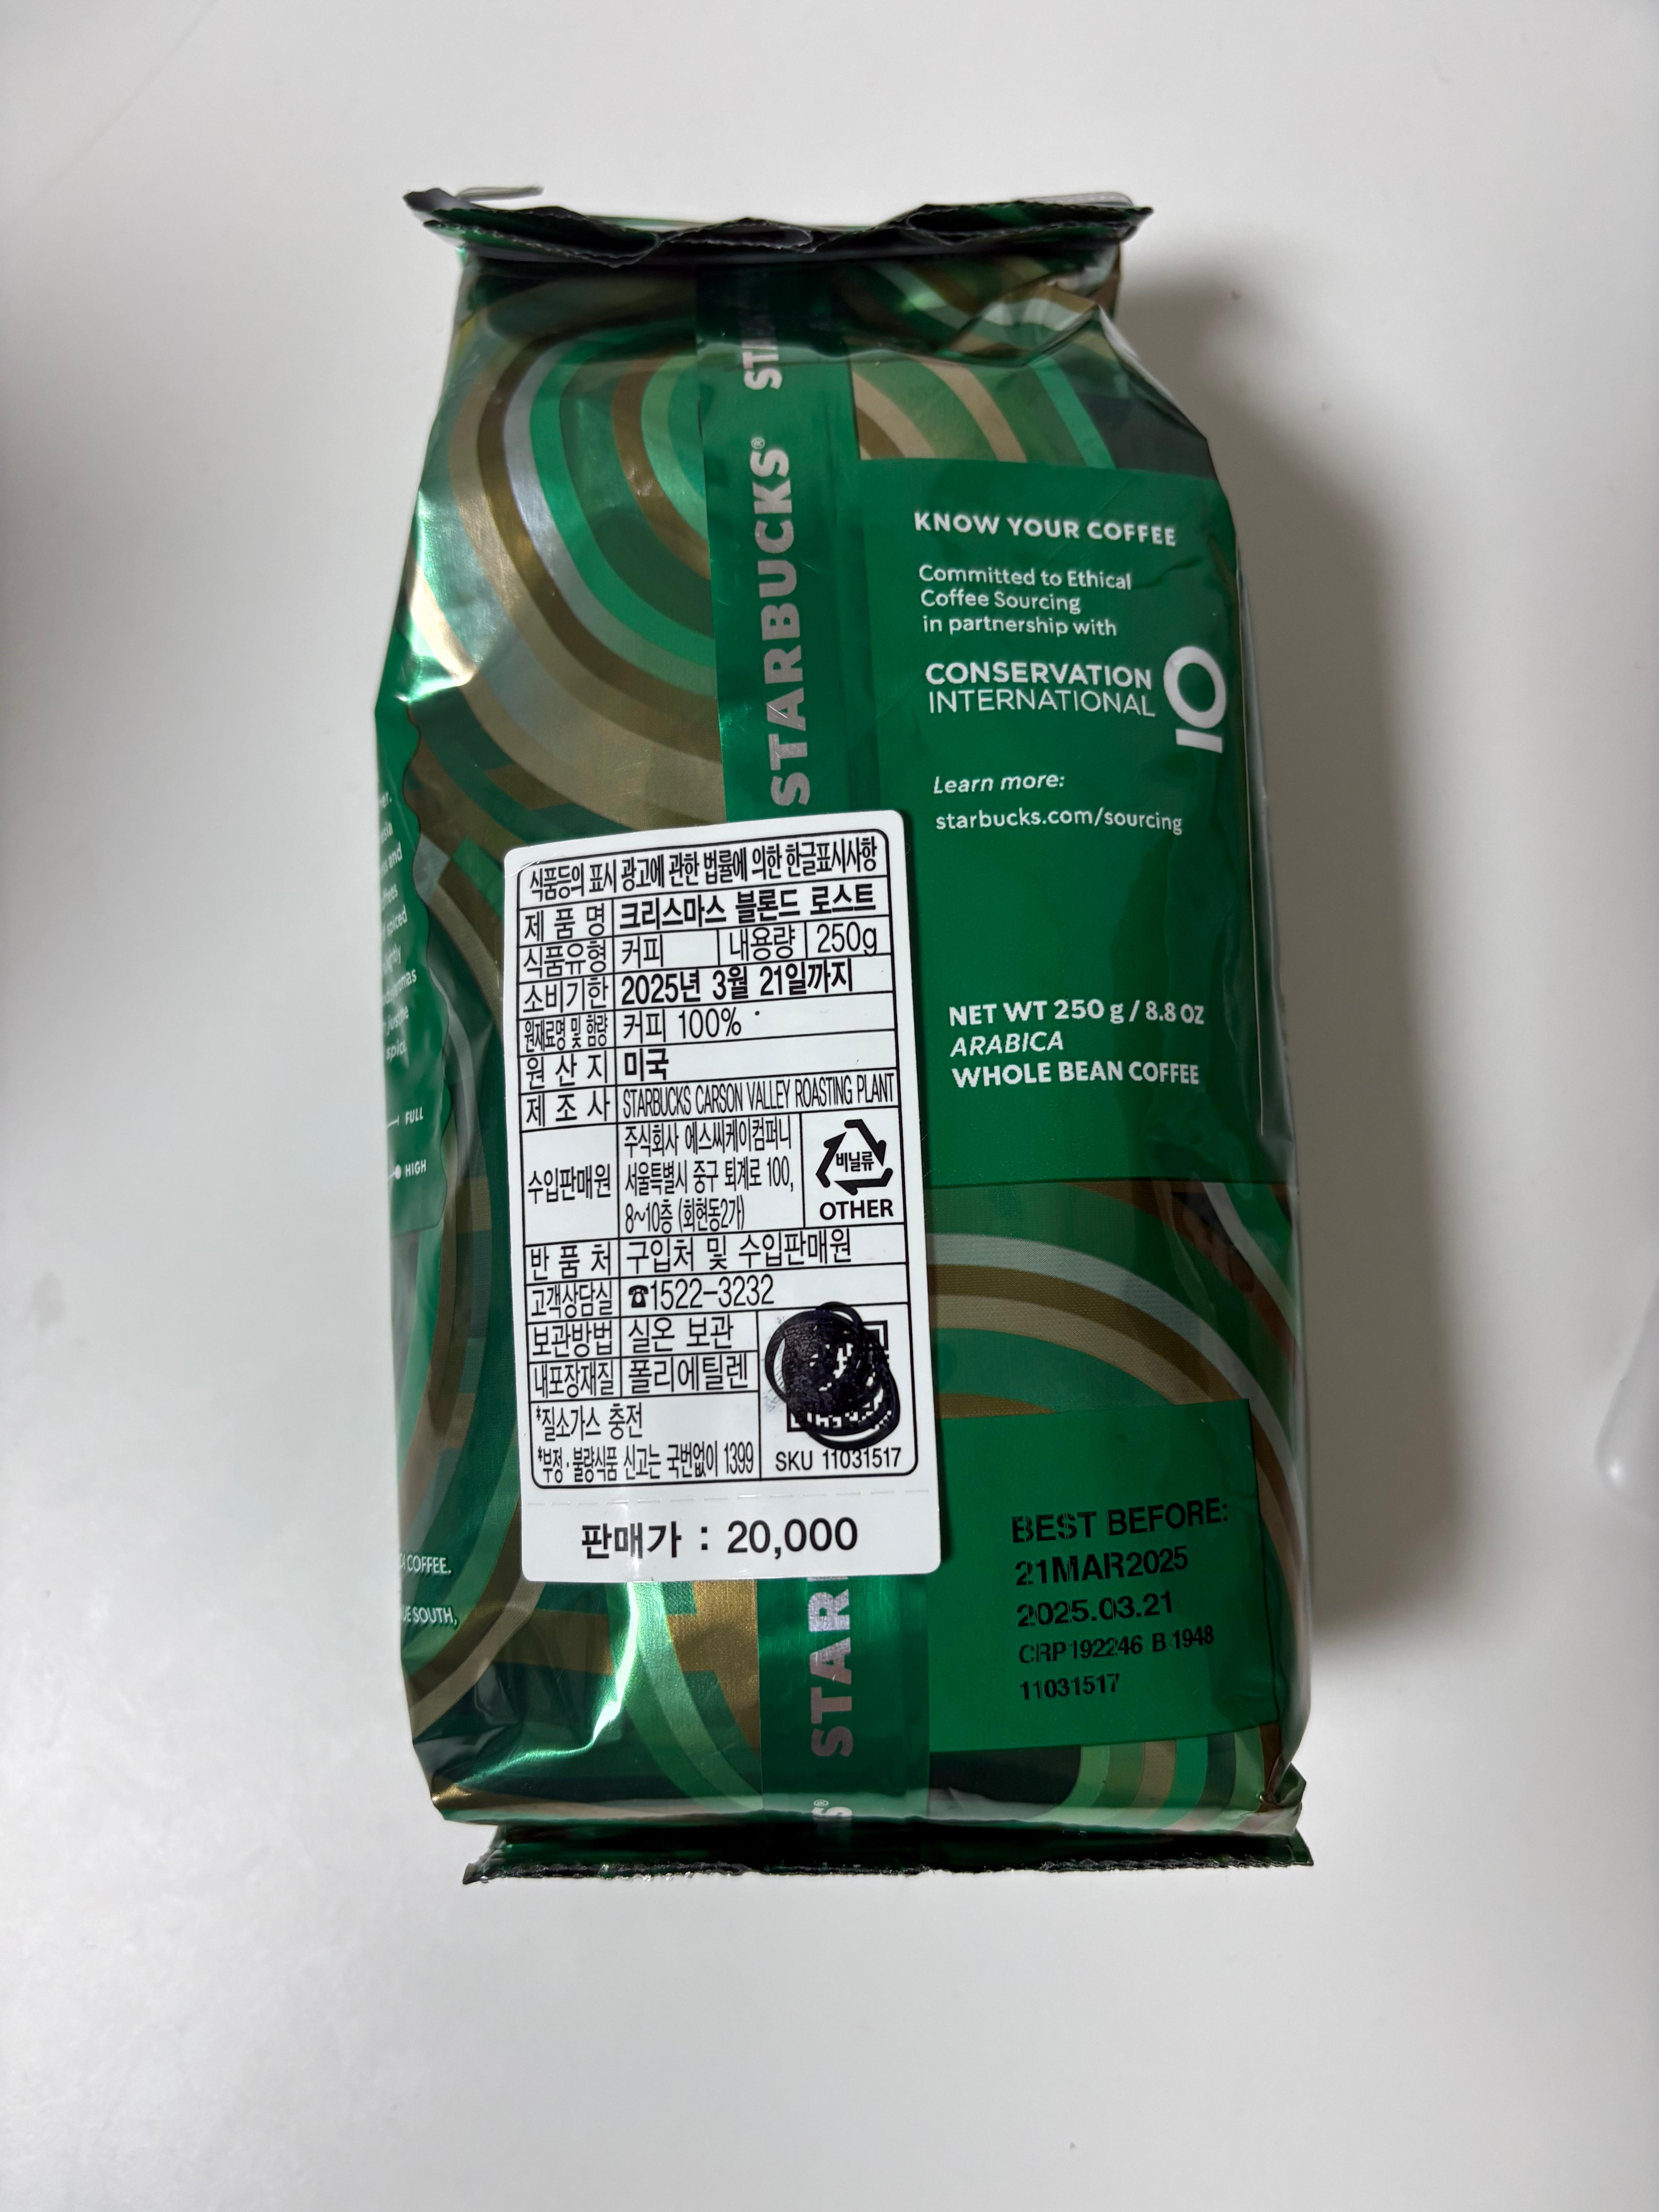 STARBUCKS®
KNOW YOUR COFFEE
Committed to Ethical
Coffee Sourcing
in partnership with
CONSERVATION
INTERNATIONAL
Learn more:
starbucks.com/sourcing
식품등의 표시 광고에 관한 법률에 의한 한글표시사항
제품명 크리스마스 블론드 로스트
식품유형 커피 내용량 250g
소비기한 2025년 3월 21일까지
원재료명 및 함량 커피 100%
원산지 미국
제조사 STARBUCKS CARSON VALLEY ROASTING PLANT
수입판매원 주식회사 에스씨케이컴퍼니
서울특별시 중구 퇴계로 100,
8~10층 (회현동2가)
비닐류
OTHER
반품처 구입처 및 수입판매원
고객상담실 ☎1522-3232
보관방법 실온 보관
내포장재질 폴리에틸렌
*질소가스 충전
*부정·불량식품 신고는 국번없이 1399
SKU 11031517
판매가 : 20,000
NET WT 250 g / 8.8 OZ
ARABICA
WHOLE BEAN COFFEE
BEST BEFORE:
21MAR2025
2025.03.21
CRP192246 B 1948
11031517
and
spiced
FULL
HIGH
COFFEE.
SOUTH,
STAR